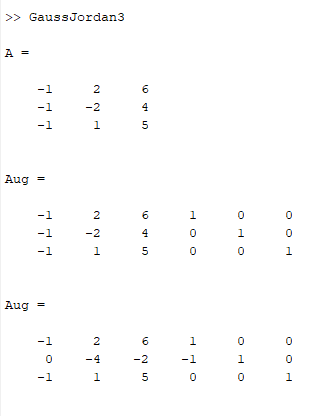 >> GaussJordan3
A =
-1 2 6
-1 -2 4
-1 1 5
Aug =
-1 2 6 1 0 0
-1 -2 4 0 1 0
-1 1 5 0 0 1
Aug =
-1 2 6 1 0 0
0 -4 -2 -1 1 0
-1 1 5 0 0 1